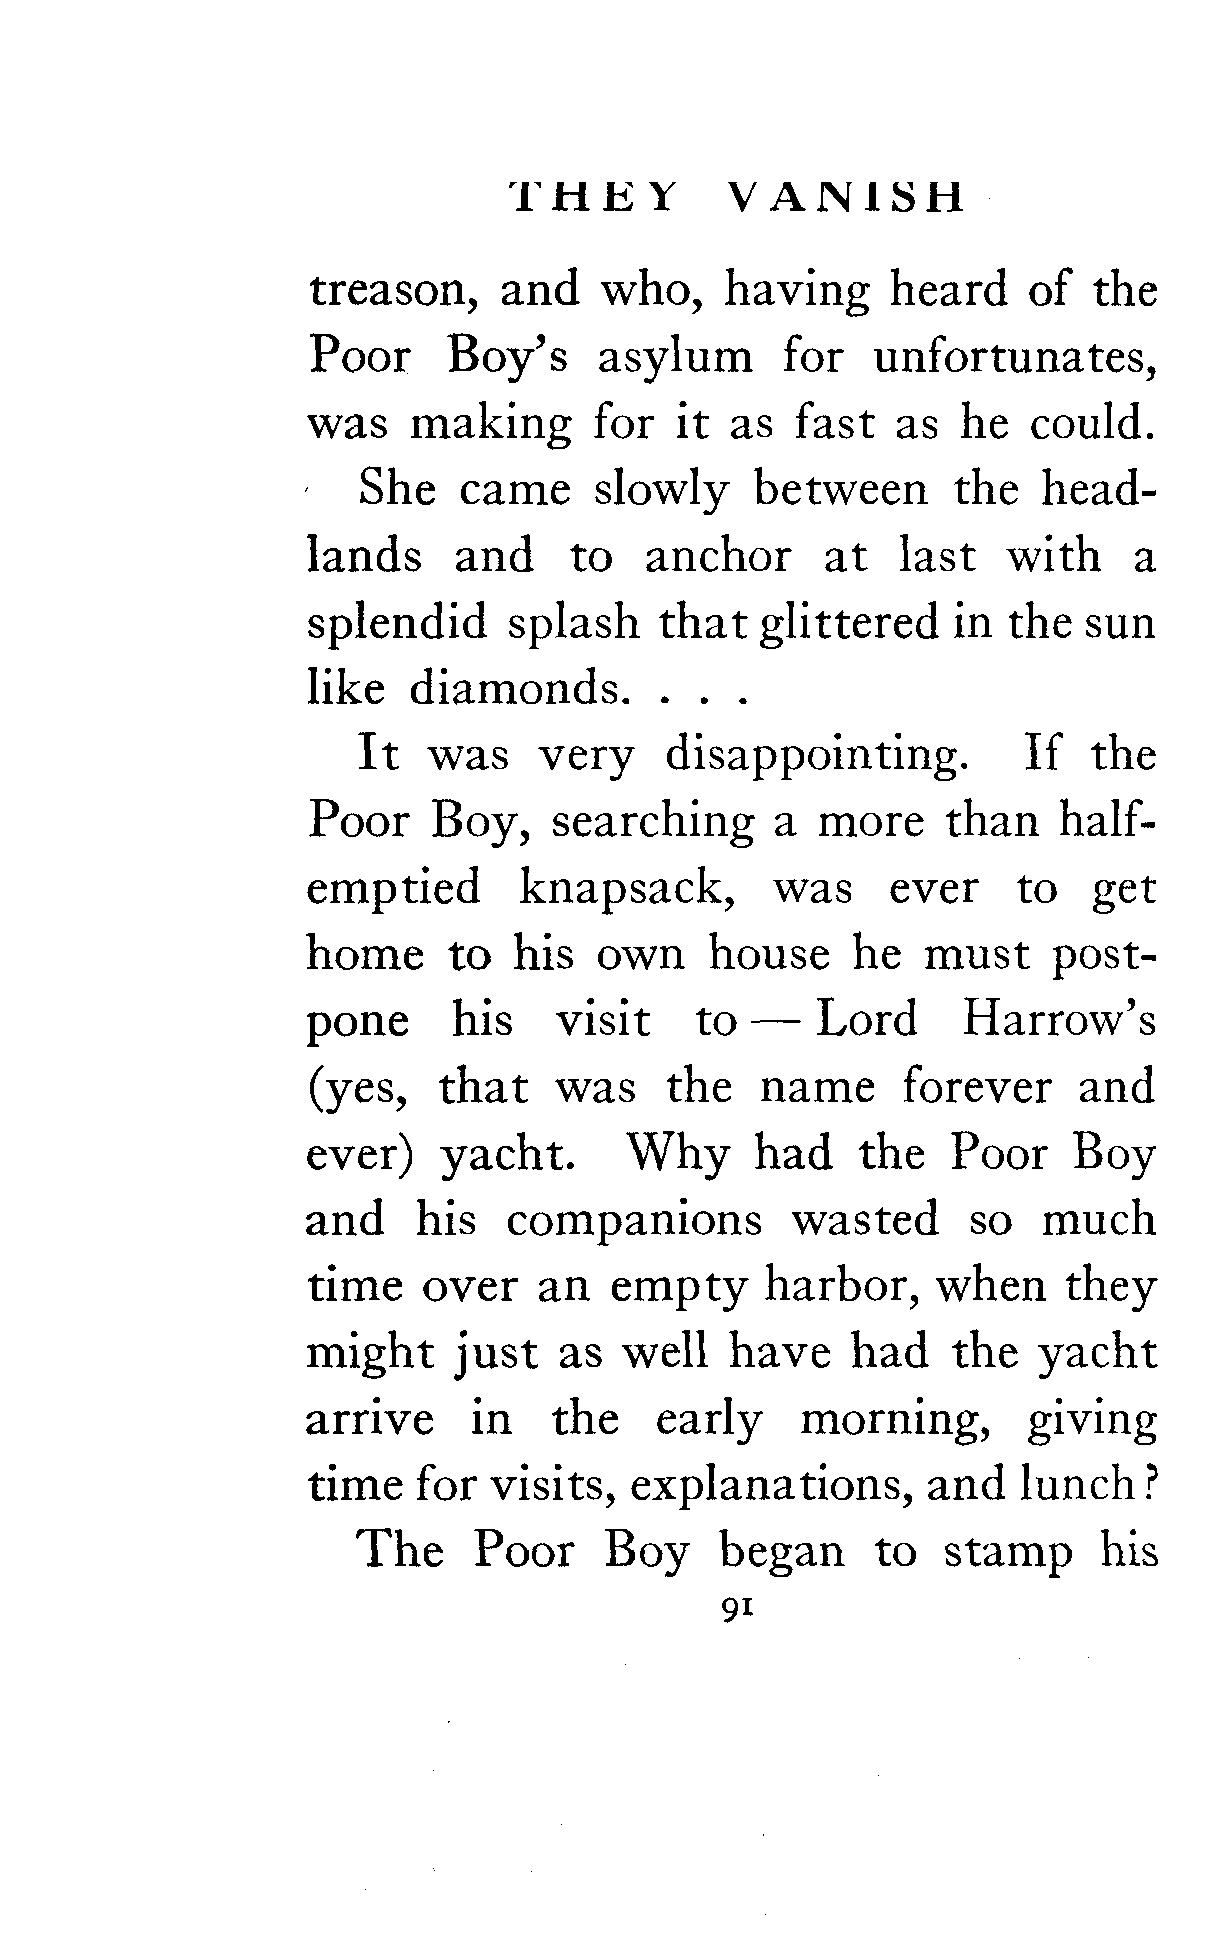 THEY VANISH
treason, and who, having heard of the
Poor Boy's asylum for unfortunates,
was making for it as fast as he could.
She came slowly between the head-
lands and to anchor at last with a
splendid splash that glittered in the sun
like diamonds. . . .
It was very disappointing. If the
Poor Boy, searching a more than half-
emptied knapsack, was ever to get
home to his own house he must post-
pone his visit to — Lord Harrow's
(yes, that was the name forever and
ever) yacht. Why had the Poor Boy
and his companions wasted so much
time over an empty harbor, when they
might just as well have had the yacht
arrive in the early morning, giving
time for visits, explanations, and lunch?
The Poor Boy began to stamp his
91